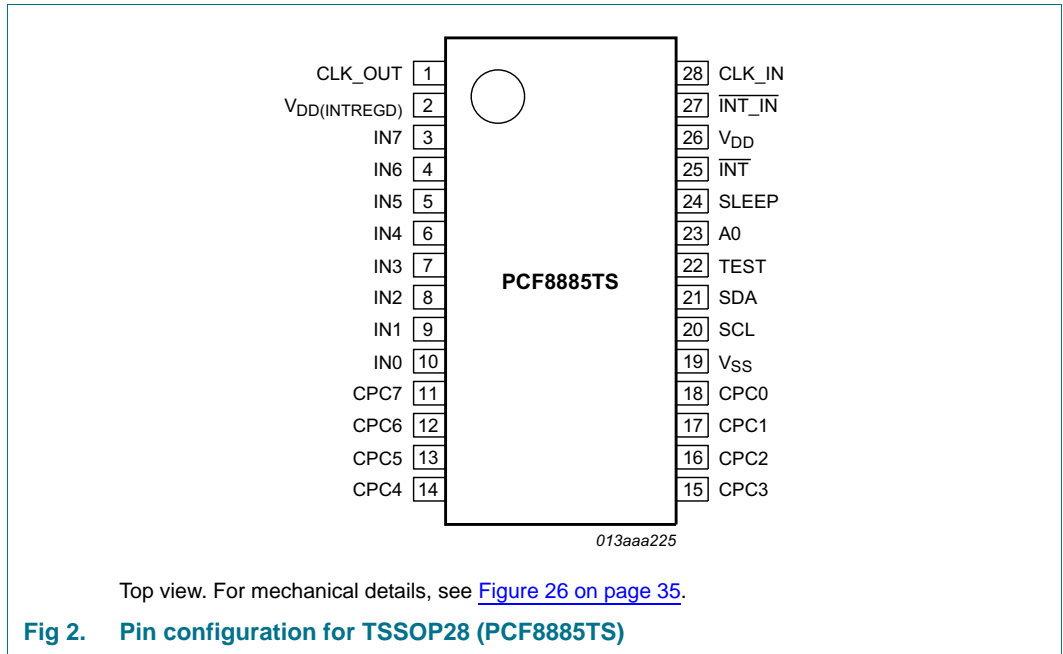 CLK_OUT 1 28 CLK_IN
VDD(INTREGD) 2 27 INT_IN
IN7 3 26 VDD
IN6 4 25 INT
IN5 5 24 SLEEP
IN4 6 23 A0
IN3 7 22 TEST
PCF8885TS
IN2 8 21 SDA
IN1 9 20 SCL
IN0 10 19 VSS
CPC7 11 18 CPC0
CPC6 12 17 CPC1
CPC5 13 16 CPC2
CPC4 14 15 CPC3
013aaa225
Top view. For mechanical details, see Figure 26 on page 35.
Fig 2. Pin configuration for TSSOP28 (PCF8885TS)